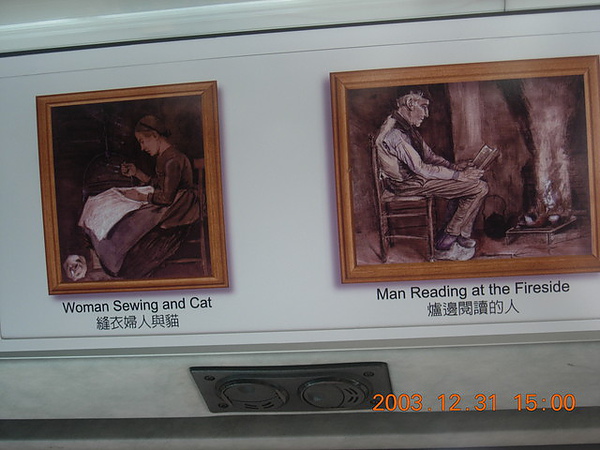 Woman Sewing and Cat
縫衣婦人與貓
Man Reading at the Fireside
爐邊閱讀的人
2003.12.31 15:00